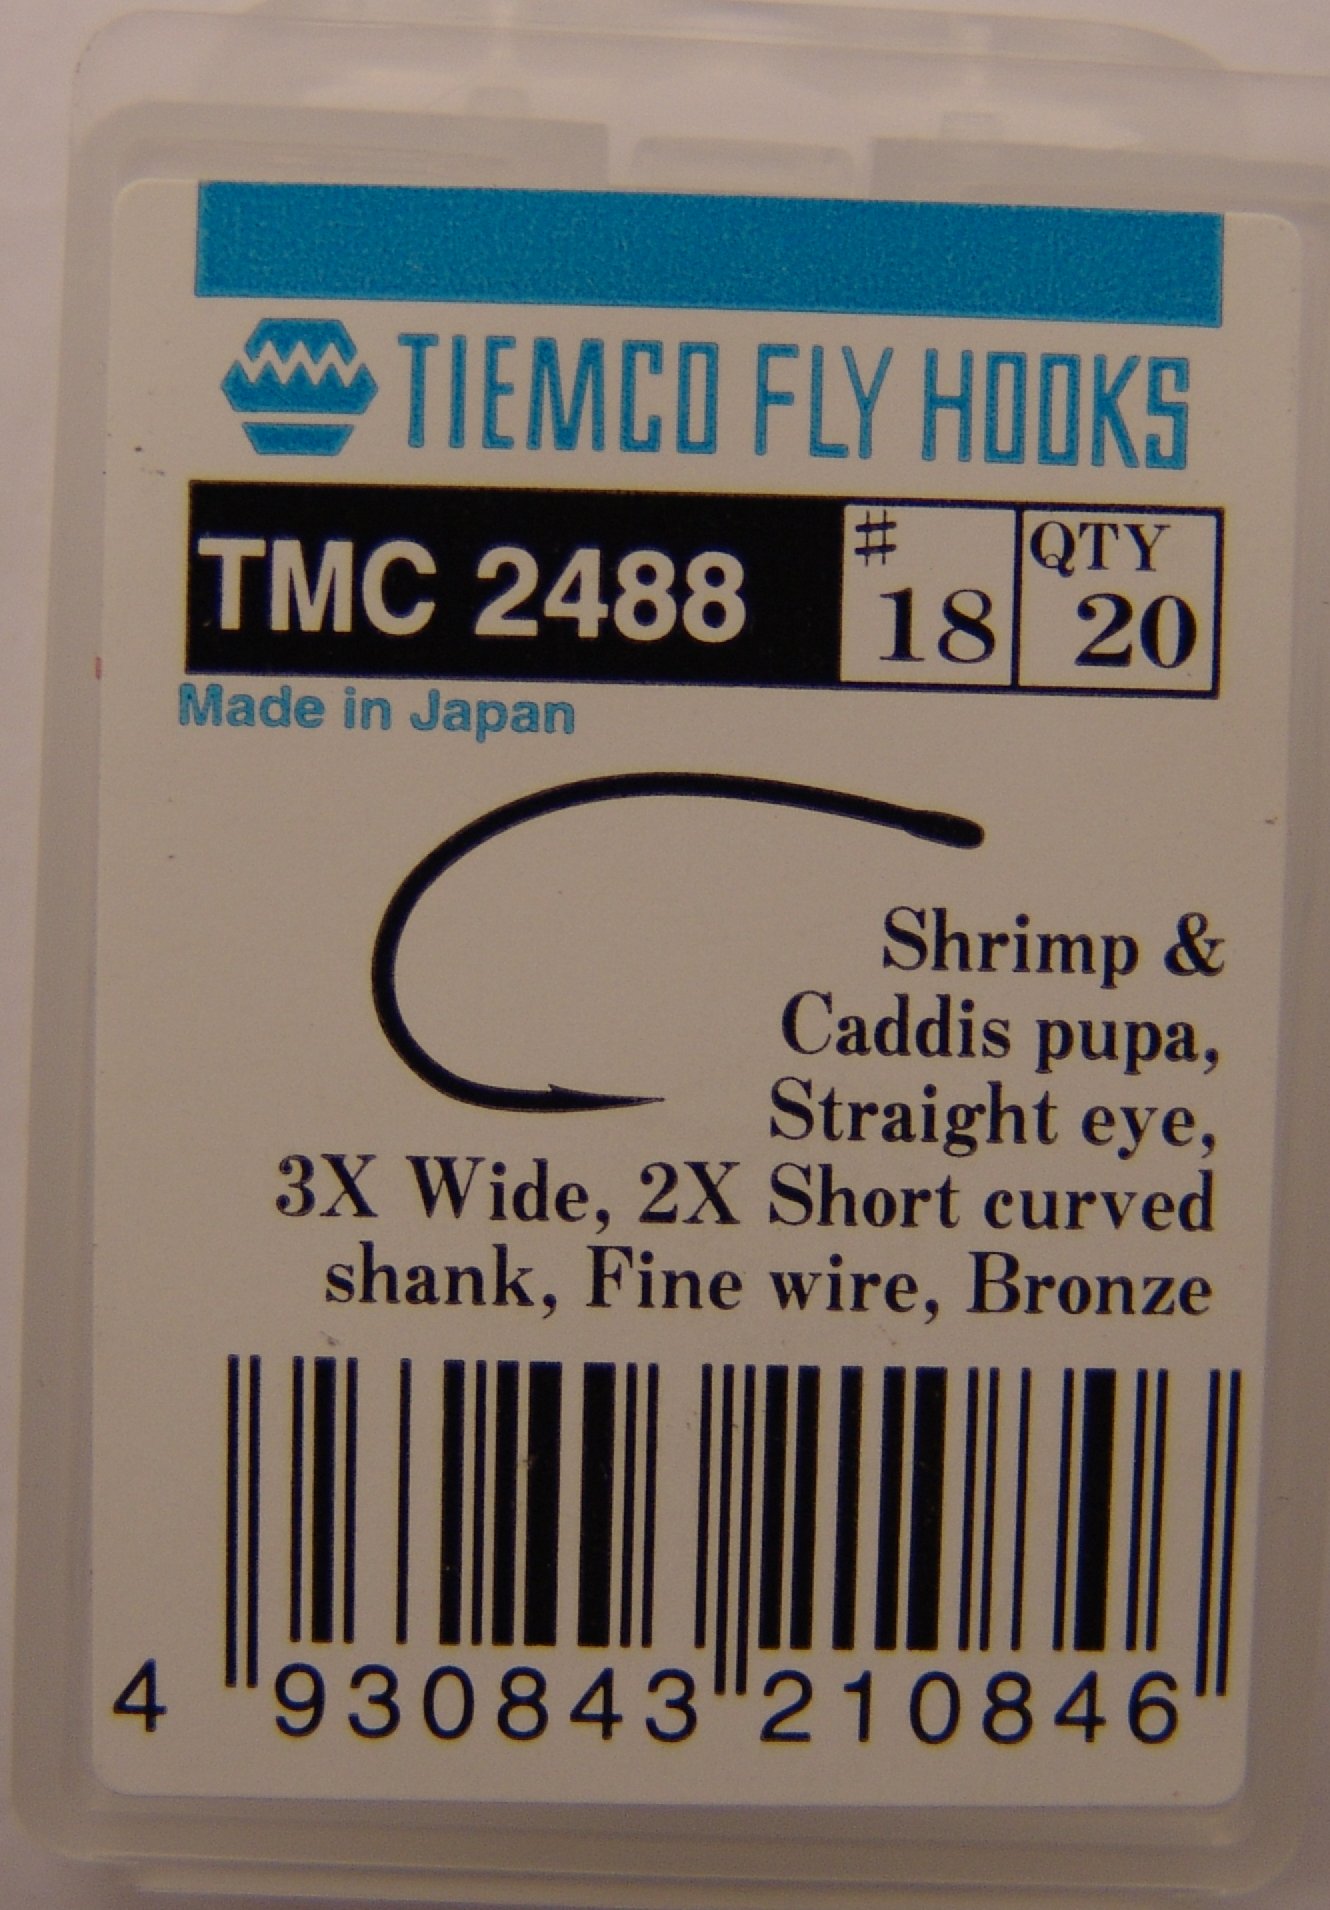 TIEMCO FLY HOOKS
TMC 2488 # 18 QTY 20
Made in Japan
Shrimp &
Caddis pupa,
Straight eye,
3X Wide, 2X Short curved
shank, Fine wire, Bronze
4 930843 210846